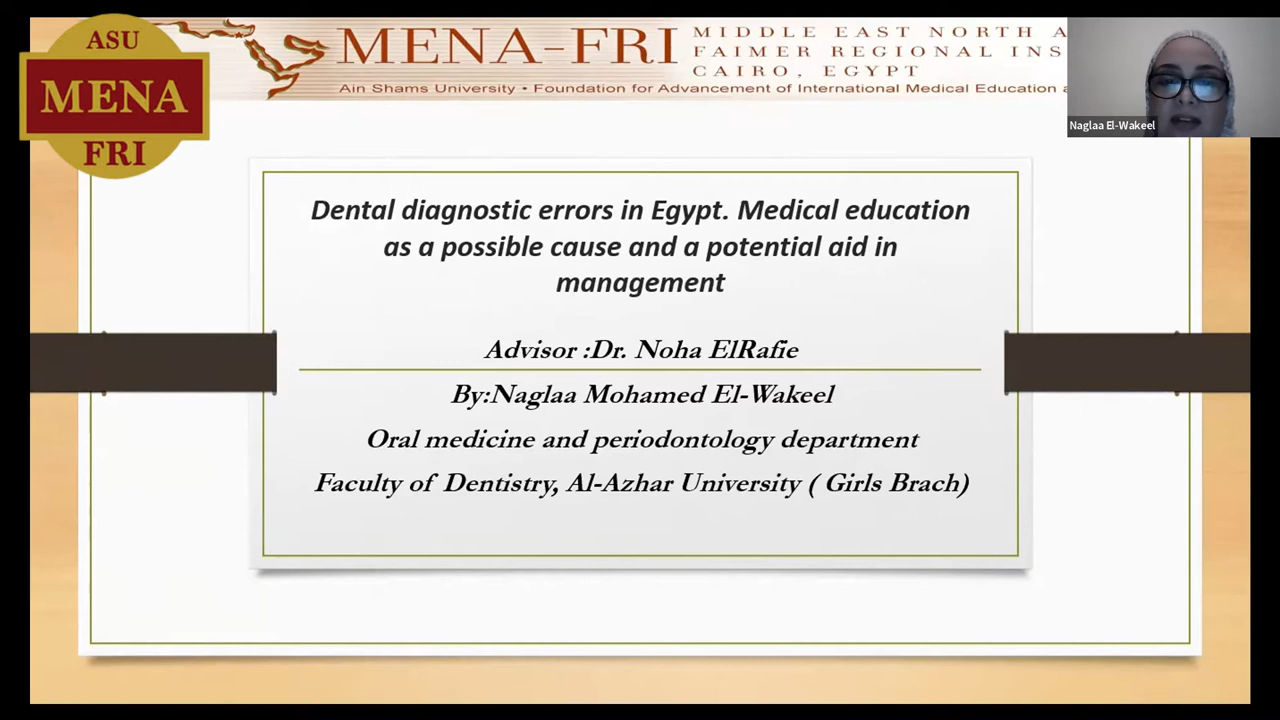 ASU
MENA
FRI
MENA-FRI
MIDDLE EAST NORTH A
FAIMER REGIONAL INS
CAIRO, EGYPT
Ain Shams University • Foundation for Advancement of International Medical Education a
Naglaa El-Wakeel
Dental diagnostic errors in Egypt. Medical education
as a possible cause and a potential aid in
management
Advisor :Dr. Noha ElRafie
By:Naglaa Mohamed El-Wakeel
Oral medicine and periodontology department
Faculty of Dentistry, Al-Azhar University ( Girls Brach)